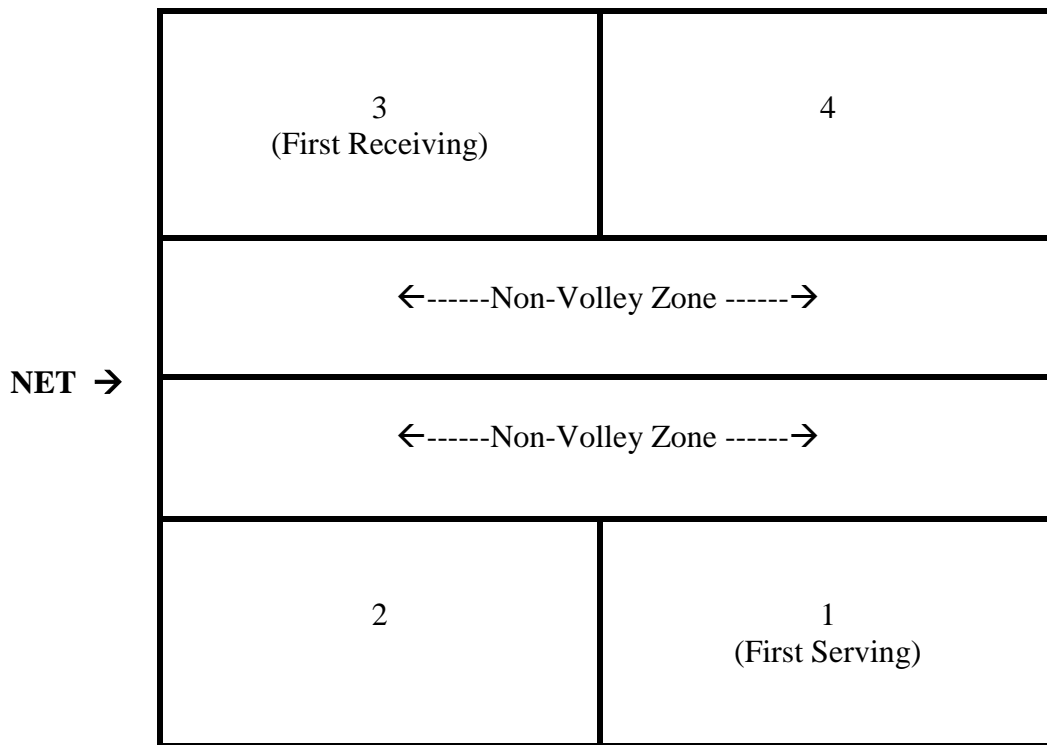 3
(First Receiving)
4
←------Non-Volley Zone ------→
NET →
←------Non-Volley Zone ------→
2
1
(First Serving)